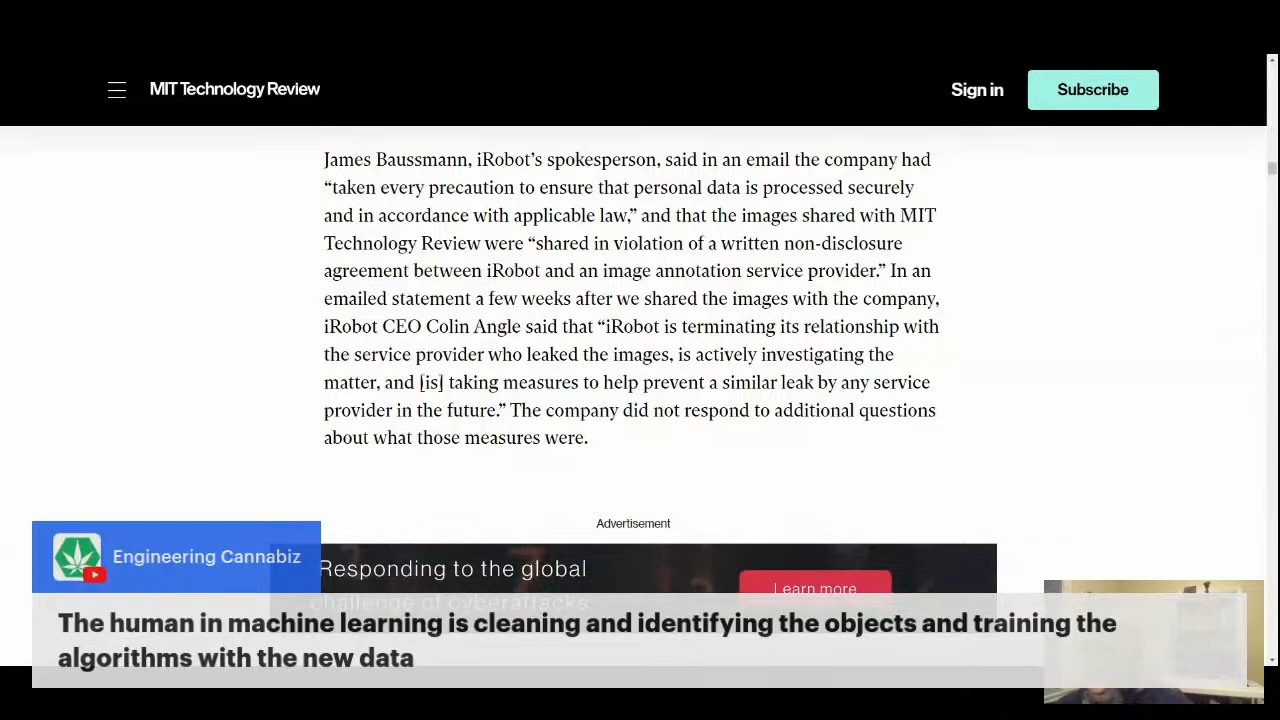 MIT Technology Review
Sign in
Subscribe
James Baussmann, iRobot’s spokesperson, said in an email the company had
“taken every precaution to ensure that personal data is processed securely
and in accordance with applicable law,” and that the images shared with MIT
Technology Review were “shared in violation of a written non-disclosure
agreement between iRobot and an image annotation service provider.” In an
emailed statement a few weeks after we shared the images with the company,
iRobot CEO Colin Angle said that “iRobot is terminating its relationship with
the service provider who leaked the images, is actively investigating the
matter, and [is] taking measures to help prevent a similar leak by any service
provider in the future.” The company did not respond to additional questions
about what those measures were.
Advertisement
Responding to the global
challenge of cyberattacks
Learn more
Engineering Cannabiz
The human in machine learning is cleaning and identifying the objects and training the
algorithms with the new data